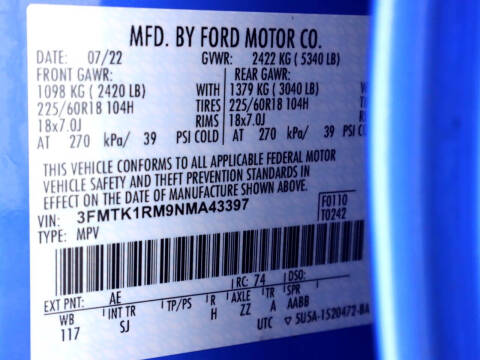 MFD. BY FORD MOTOR CO.
DATE: 07/22 GVWR: 2422 KG ( 5340 LB)
FRONT GAWR: REAR GAWR:
1098 KG ( 2420 LB) WITH 1379 KG ( 3040 LB)
225/60R18 104H TIRES 225/60R18 104H
18x7.0J RIMS 18x7.0J
AT 270 kPa/ 39 PSI COLD AT 270 kPa/ 39 PSI COLD
THIS VEHICLE CONFORMS TO ALL APPLICABLE FEDERAL MOTOR
VEHICLE SAFETY AND THEFT PREVENTION STANDARDS IN
EFFECT ON THE DATE OF MANUFACTURE SHOWN ABOVE.
VIN: 3FMTK1RM9NMA43397 F0110
TYPE: MPV T0242
EXT PNT: AE RC: 74 DSO:
WB INT TR TP/PS R AXLE TR SPR
117 SJ H ZZ A AABB
UTC 5U5A-1520472-BA